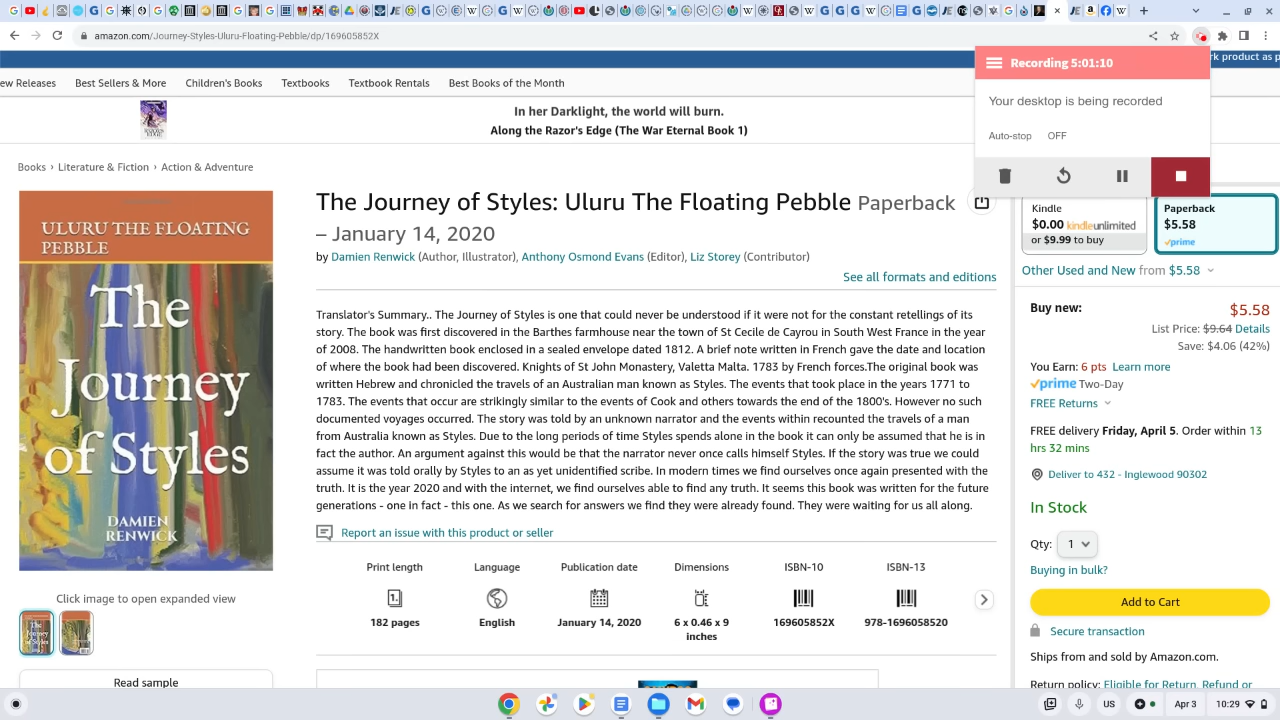 amazon.com/Journey-Styles-Uluru-Floating-Pebble/dp/169605852X
rk product as p
Recording 5:01:10
Your desktop is being recorded
Auto-stop OFF
ew Releases Best Sellers & More Children's Books Textbooks Textbook Rentals Best Books of the Month
In her Darklight, the world will burn.
Along the Razor's Edge (The War Eternal Book 1)
Books › Literature & Fiction › Action & Adventure
ULURU THE FLOATING
PEBBLE
The
Journey
of Styles
DAMIEN
RENWICK
Click image to open expanded view
Read sample
The Journey of Styles: Uluru The Floating Pebble Paperback
– January 14, 2020
by Damien Renwick (Author, Illustrator), Anthony Osmond Evans (Editor), Liz Storey (Contributor)
See all formats and editions
Translator's Summary.. The Journey of Styles is one that could never be understood if it were not for the constant retellings of its
story. The book was first discovered in the Barthes farmhouse near the town of St Cecile de Cayrou in South West France in the year
of 2008. The handwritten book enclosed in a sealed envelope dated 1812. A brief note written in French gave the date and location
of where the book had been discovered. Knights of St John Monastery, Valetta Malta. 1783 by French forces.The original book was
written Hebrew and chronicled the travels of an Australian man known as Styles. The events that took place in the years 1771 to
1783. The events that occur are strikingly similar to the events of Cook and others towards the end of the 1800's. However no such
documented voyages occurred. The story was told by an unknown narrator and the events within recounted the travels of a man
from Australia known as Styles. Due to the long periods of time Styles spends alone in the book it can only be assumed that he is in
fact the author. An argument against this would be that the narrator never once calls himself Styles. If the story was true we could
assume it was told orally by Styles to an as yet unidentified scribe. In modern times we find ourselves once again presented with the
truth. It is the year 2020 and with the internet, we find ourselves able to find any truth. It seems this book was written for the future
generations - one in fact - this one. As we search for answers we find they were already found. They were waiting for us all along.
Report an issue with this product or seller
Print length Language Publication date Dimensions ISBN-10 ISBN-13
182 pages English January 14, 2020 6 x 0.46 x 9 169605852X 978-1696058520
inches
Kindle
$0.00 kindleunlimited
or $9.99 to buy
Paperback
$5.58
prime
Other Used and New from $5.58
Buy new: $5.58
List Price: $9.64 Details
Save: $4.06 (42%)
You Earn: 6 pts Learn more
prime Two-Day
FREE Returns
FREE delivery Friday, April 5. Order within 13
hrs 32 mins
Deliver to 432 - Inglewood 90302
In Stock
Qty: 1
Buying in bulk?
Add to Cart
Secure transaction
Ships from and sold by Amazon.com.
Return policy: Eligible for Return, Refund or
US Apr 3 10:29